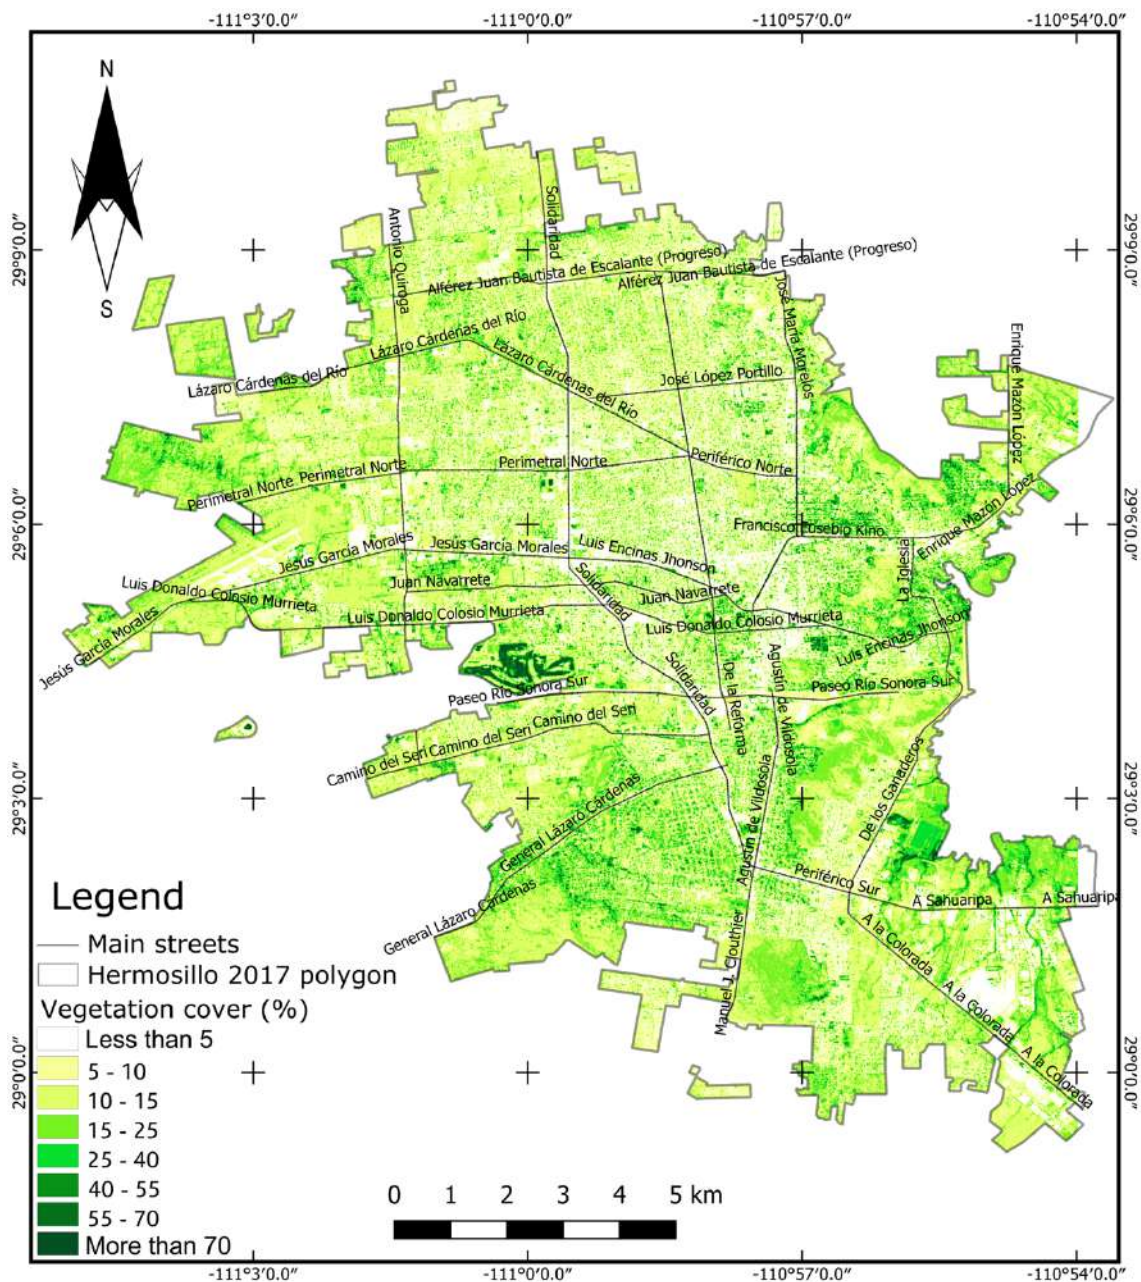 -111°3′0.0″ -111°0′0.0″ -110°57′0.0″ -110°54′0.0″
N
S
29°9′0.0″ 29°9′0.0″
29°6′0.0″ 29°6′0.0″
29°3′0.0″ 29°3′0.0″
29°0′0.0″ 29°0′0.0″
Solidaridad
Antonio Quiroga
Alférez Juan Bautista de Escalante (Progreso)
Alférez Juan Bautista de Escalante (Progreso)
José María Morelos
Lázaro Cárdenas del Río
Lázaro Cárdenas del Río
Lázaro Cárdenas del Río
José López Portillo
Enrique Mazón López
Perimetral Norte
Perimetral Norte
Perimetral Norte
Periférico Norte
Enrique Mazón López
Francisco Eusebio Kino
Jesús García Morales
Jesús García Morales
Luis Encinas Jhonson
La Iglesia
Luis Donaldo Colosio Murrieta
Juan Navarrete
Solidaridad
Juan Navarrete
Jesús García Morales
Luis Donaldo Colosio Murrieta
Luis Donaldo Colosio Murrieta
Luis Encinas Jhonson
Solidaridad
De la Reforma
Agustín de Vildosola
Paseo Río Sonora Sur
Paseo Río Sonora Sur
Camino del Seri
Camino del Seri
Camino del Seri
De los Ganaderos
Agustín de Vildosola
General Lázaro Cárdenas
General Lázaro Cárdenas
Periférico Sur
A Sahuaripa
A Sahuaripa
Manuel J. Clouthier
A la Colorada
A la Colorada
A la Colorada
Legend
Main streets
Hermosillo 2017 polygon
Vegetation cover (%)
Less than 5
5 - 10
10 - 15
15 - 25
25 - 40
40 - 55
55 - 70
More than 70
0 1 2 3 4 5 km
-111°3′0.0″ -111°0′0.0″ -110°57′0.0″ -110°54′0.0″